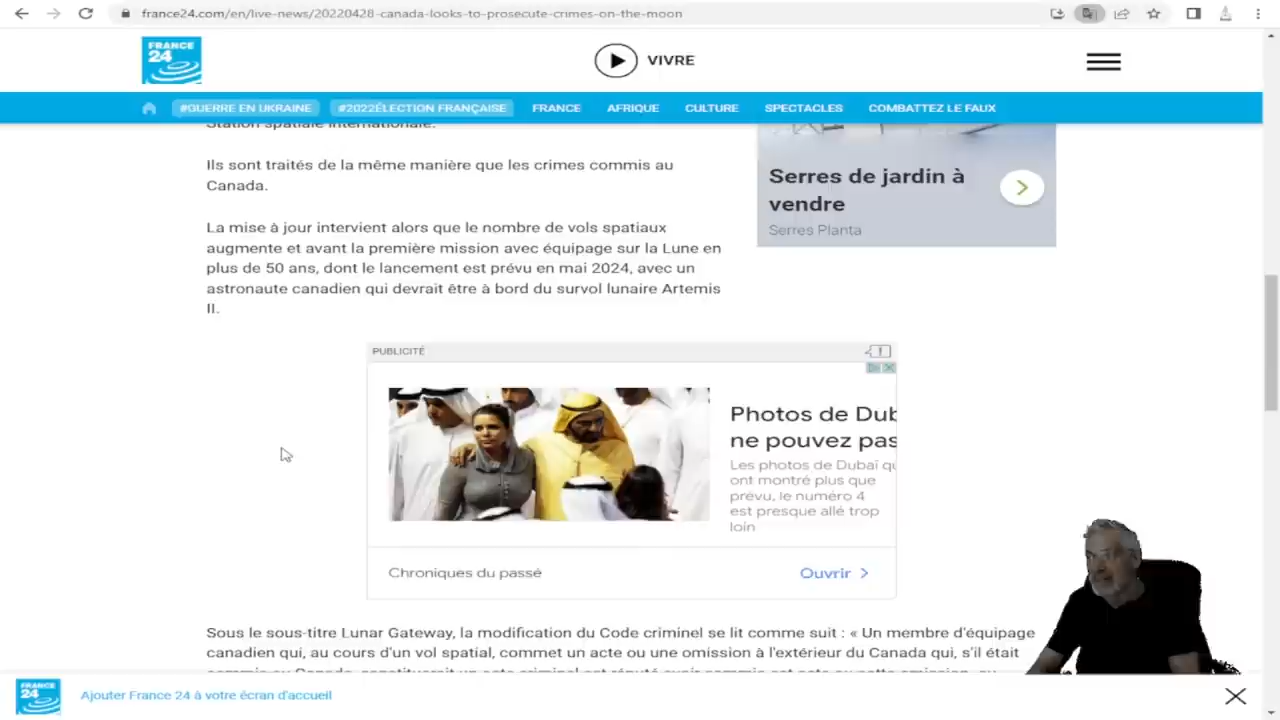 france24.com/en/live-news/20220428-canada-looks-to-prosecute-crimes-on-the-moon
FRANCE
24
VIVRE
#GUERRE EN UKRAINE #2022ÉLECTION FRANÇAISE FRANCE AFRIQUE CULTURE SPECTACLES COMBATTEZ LE FAUX
Station spatiale internationale.
Ils sont traités de la même manière que les crimes commis au
Canada.
La mise à jour intervient alors que le nombre de vols spatiaux
augmente et avant la première mission avec équipage sur la Lune en
plus de 50 ans, dont le lancement est prévu en mai 2024, avec un
astronaute canadien qui devrait être à bord du survol lunaire Artemis
II.
Serres de jardin à
vendre
Serres Planta
PUBLICITÉ
Photos de Dub
ne pouvez pas
Les photos de Dubaï qu
ont montré plus que
prévu, le numéro 4
est presque allé trop
loin
Chroniques du passé
Ouvrir
Sous le sous-titre Lunar Gateway, la modification du Code criminel se lit comme suit : « Un membre d'équipage
canadien qui, au cours d'un vol spatial, commet un acte ou une omission à l'extérieur du Canada qui, s'il était
FRANCE
24
Ajouter France 24 à votre écran d'accueil